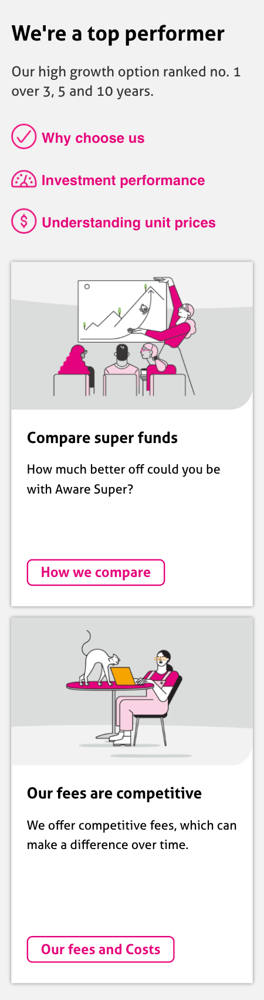 We're a top performer
Our high growth option ranked no. 1
over 3, 5 and 10 years.
Why choose us
Investment performance
$ Understanding unit prices
Compare super funds
How much better off could you be
with Aware Super?
How we compare
Our fees are competitive
We offer competitive fees, which can
make a difference over time.
Our fees and Costs